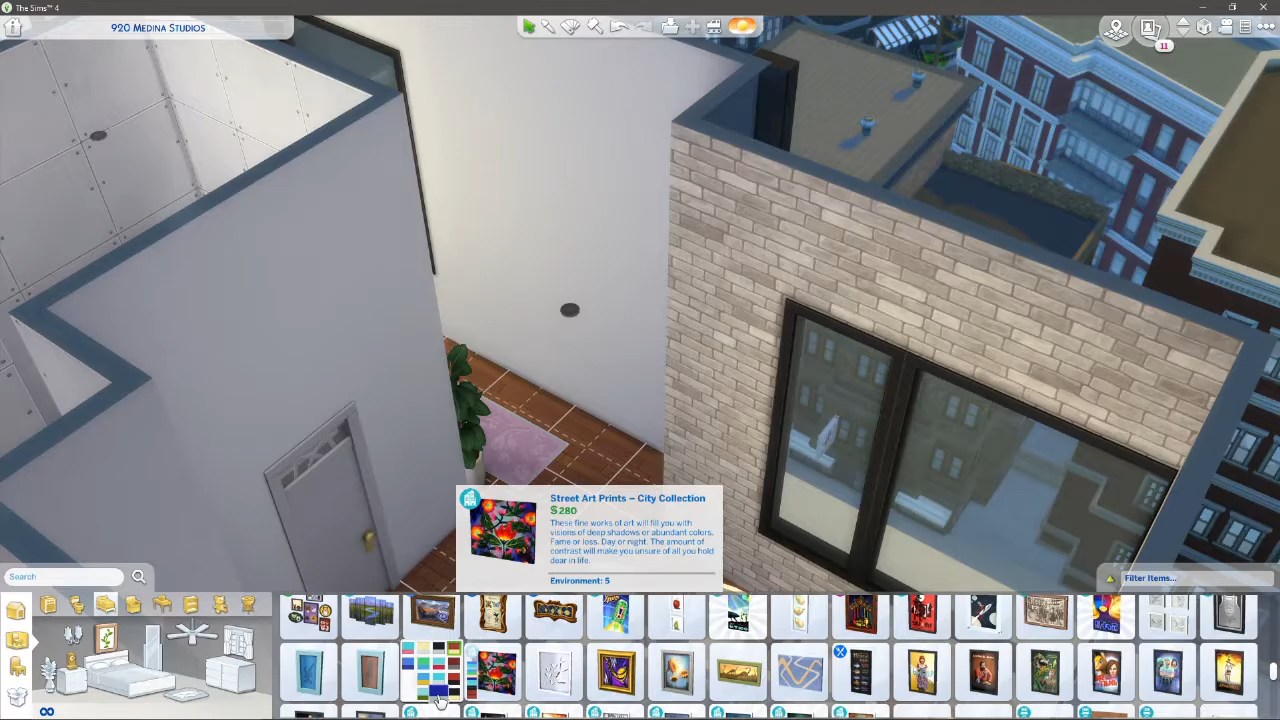 The Sims™ 4
920 Medina Studios
11
Street Art Prints – City Collection
§280
These fine works of art will fill you with
visions of deep shadows or abundant colors.
Fame or loss. Day or night. The amount of
contrast will make you unsure of all you hold
dear in life.
Environment: 5
Search
Filter Items...